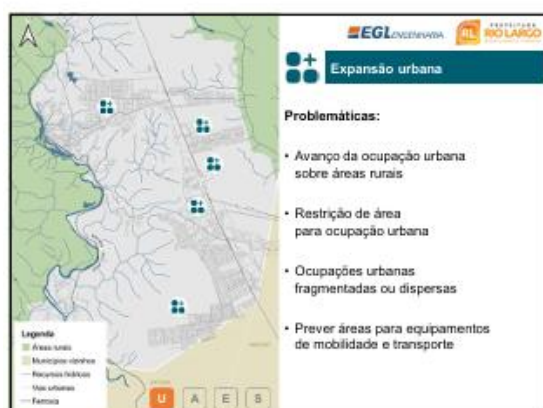 EGL ENGENHARIA
PREFEITURA
RL
RIO LARGO
Expansão urbana
Problemáticas:
• Avanço da ocupação urbana
sobre áreas rurais
• Restrição de área
para ocupação urbana
• Ocupações urbanas
fragmentadas ou dispersas
• Prever áreas para equipamentos
de mobilidade e transporte
Legenda
Áreas rurais
Municípios vizinhos
Recursos hídricos
Vias urbanas
Ferrovia
U A E S